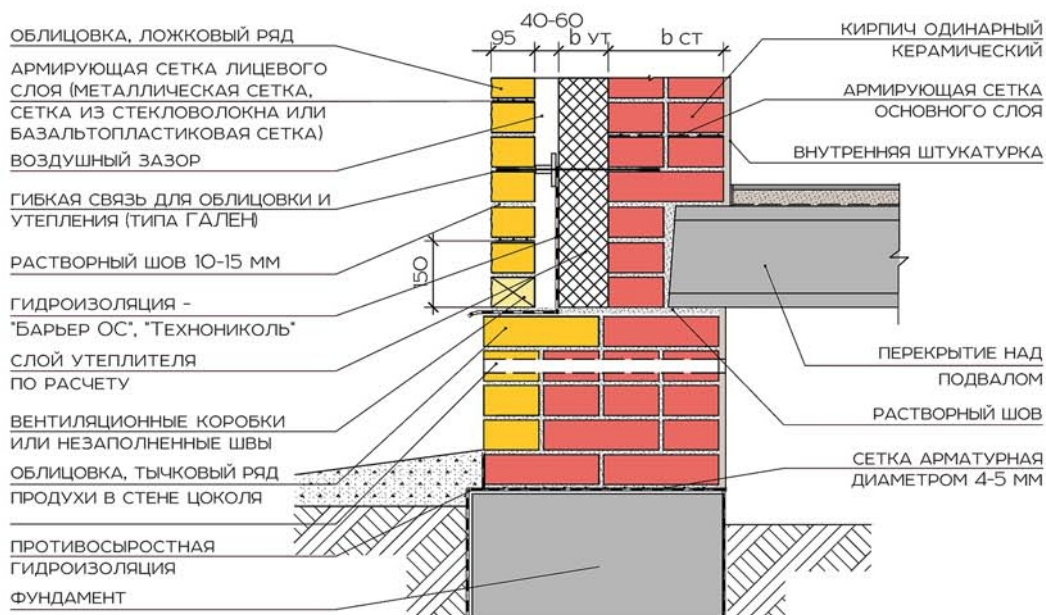 40-60
95
b УТ
b СТ
ОБЛИЦОВКА, ЛОЖКОВЫЙ РЯД
АРМИРУЮЩАЯ СЕТКА ЛИЦЕВОГО
СЛОЯ (МЕТАЛЛИЧЕСКАЯ СЕТКА,
СЕТКА ИЗ СТЕКЛОВОЛОКНА ИЛИ
БАЗАЛЬТОПЛАСТИКОВАЯ СЕТКА)
ВОЗДУШНЫЙ ЗАЗОР
ГИБКАЯ СВЯЗЬ ДЛЯ ОБЛИЦОВКИ И
УТЕПЛЕНИЯ (ТИПА ГАЛЕН)
РАСТВОРНЫЙ ШОВ 10-15 ММ
ГИДРОИЗОЛЯЦИЯ -
"БАРЬЕР ОС", "ТЕХНОНИКОЛЬ"
СЛОЙ УТЕПЛИТЕЛЯ
ПО РАСЧЕТУ
ВЕНТИЛЯЦИОННЫЕ КОРОБКИ
ИЛИ НЕЗАПОЛНЕННЫЕ ШВЫ
ОБЛИЦОВКА, ТЫЧКОВЫЙ РЯД
ПРОДУХИ В СТЕНЕ ЦОКОЛЯ
ПРОТИВОСЫРОСТНАЯ
ГИДРОИЗОЛЯЦИЯ
ФУНДАМЕНТ
150
КИРПИЧ ОДИНАРНЫЙ
КЕРАМИЧЕСКИЙ
АРМИРУЮЩАЯ СЕТКА
ОСНОВНОГО СЛОЯ
ВНУТРЕННЯЯ ШТУКАТУРКА
ПЕРЕКРЫТИЕ НАД
ПОДВАЛОМ
РАСТВОРНЫЙ ШОВ
СЕТКА АРМАТУРНАЯ
ДИАМЕТРОМ 4-5 ММ